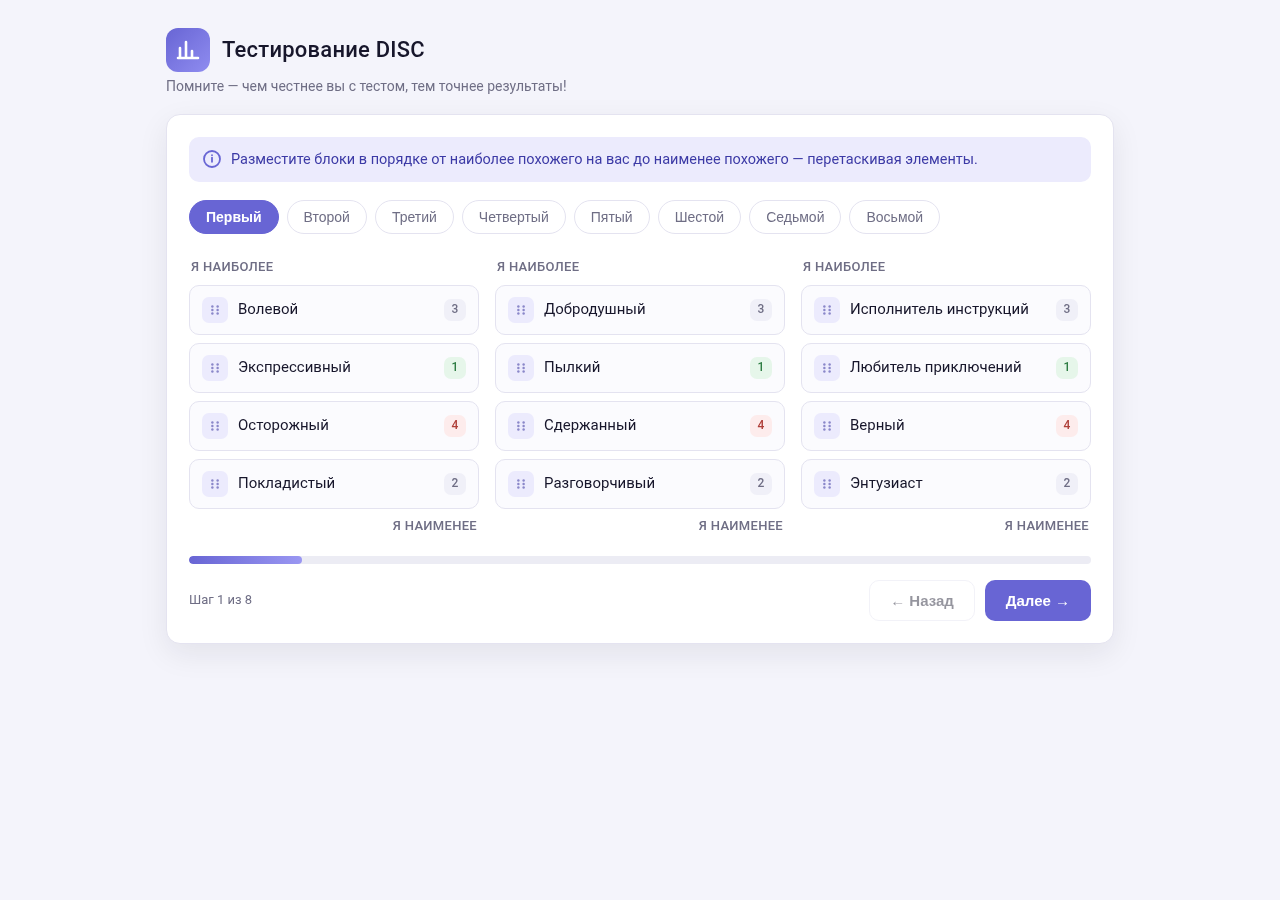 Тестирование DISC
Помните — чем честнее вы с тестом, тем точнее результаты!
Разместите блоки в порядке от наиболее похожего на вас до наименее похожего — перетаскивая элементы.
Первый Второй Третий Четвертый Пятый Шестой Седьмой Восьмой
Я НАИБОЛЕЕ Я НАИБОЛЕЕ Я НАИБОЛЕЕ
Волевой 3 Добродушный 3 Исполнитель инструкций 3
Экспрессивный 1 Пылкий 1 Любитель приключений 1
Осторожный 4 Сдержанный 4 Верный 4
Покладистый 2 Разговорчивый 2 Энтузиаст 2
Я НАИМЕНЕЕ Я НАИМЕНЕЕ Я НАИМЕНЕЕ
Шаг 1 из 8 ← Назад Далее →